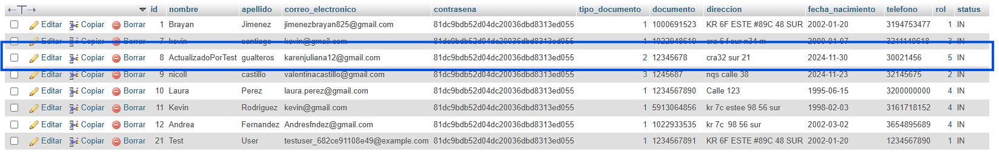 id nombre apellido correo_electronico contrasena tipo_documento documento direccion fecha_nacimiento telefono rol status
Editar Copiar Borrar 1 Brayan Jimenez jimenezbrayan825@gmail.com 81dc9bdb52d04dc20036dbd8313ed055 1 1000691523 KR 6F ESTE #89C 48 SUR 2002-01-20 3194753477 1 IN
Editar Copiar Borrar 7 kevin santiago kevin@gmail.com 81dc9bdb52d04dc20036dbd8313ed055 1 1022948619 cra 6 f sur n34 m 2000-01-07 3211140618 3 IN
Editar Copiar Borrar 8 ActualizadoPorTest gualteros karenjuliana12@gmail.com 81dc9bdb52d04dc20036dbd8313ed055 2 12345678 cra32 sur 21 2024-11-30 30021456 5 IN
Editar Copiar Borrar 9 nicoll castillo valentinacastillo@gmail.com 81dc9bdb52d04dc20036dbd8313ed055 3 1245687 nqs calle 38 2024-11-23 32145675 2 IN
Editar Copiar Borrar 10 Laura Perez laura.perez@gmail.com 81dc9bdb52d04dc20036dbd8313ed055 1 1234567890 Calle 123 1995-06-15 3200000000 4 IN
Editar Copiar Borrar 11 Kevin Rodriguez kevin@gmail.com 81dc9bdb52d04dc20036dbd8313ed055 1 5913064856 kr 7c estee 98 56 sur 1998-02-03 3161718152 4 IN
Editar Copiar Borrar 12 Andrea Fernandez Andresfndez@gmail.com 81dc9bdb52d04dc20036dbd8313ed055 1 1022933535 kr 7c 98 56 sur 2002-03-02 3654895689 4 IN
Editar Copiar Borrar 21 Test User testuser_682ce91108e49@example.com 81dc9bdb52d04dc20036dbd8313ed055 1 1234567891 KR 6F ESTE #89C 48 SUR 2002-01-20 1234567890 1 IN